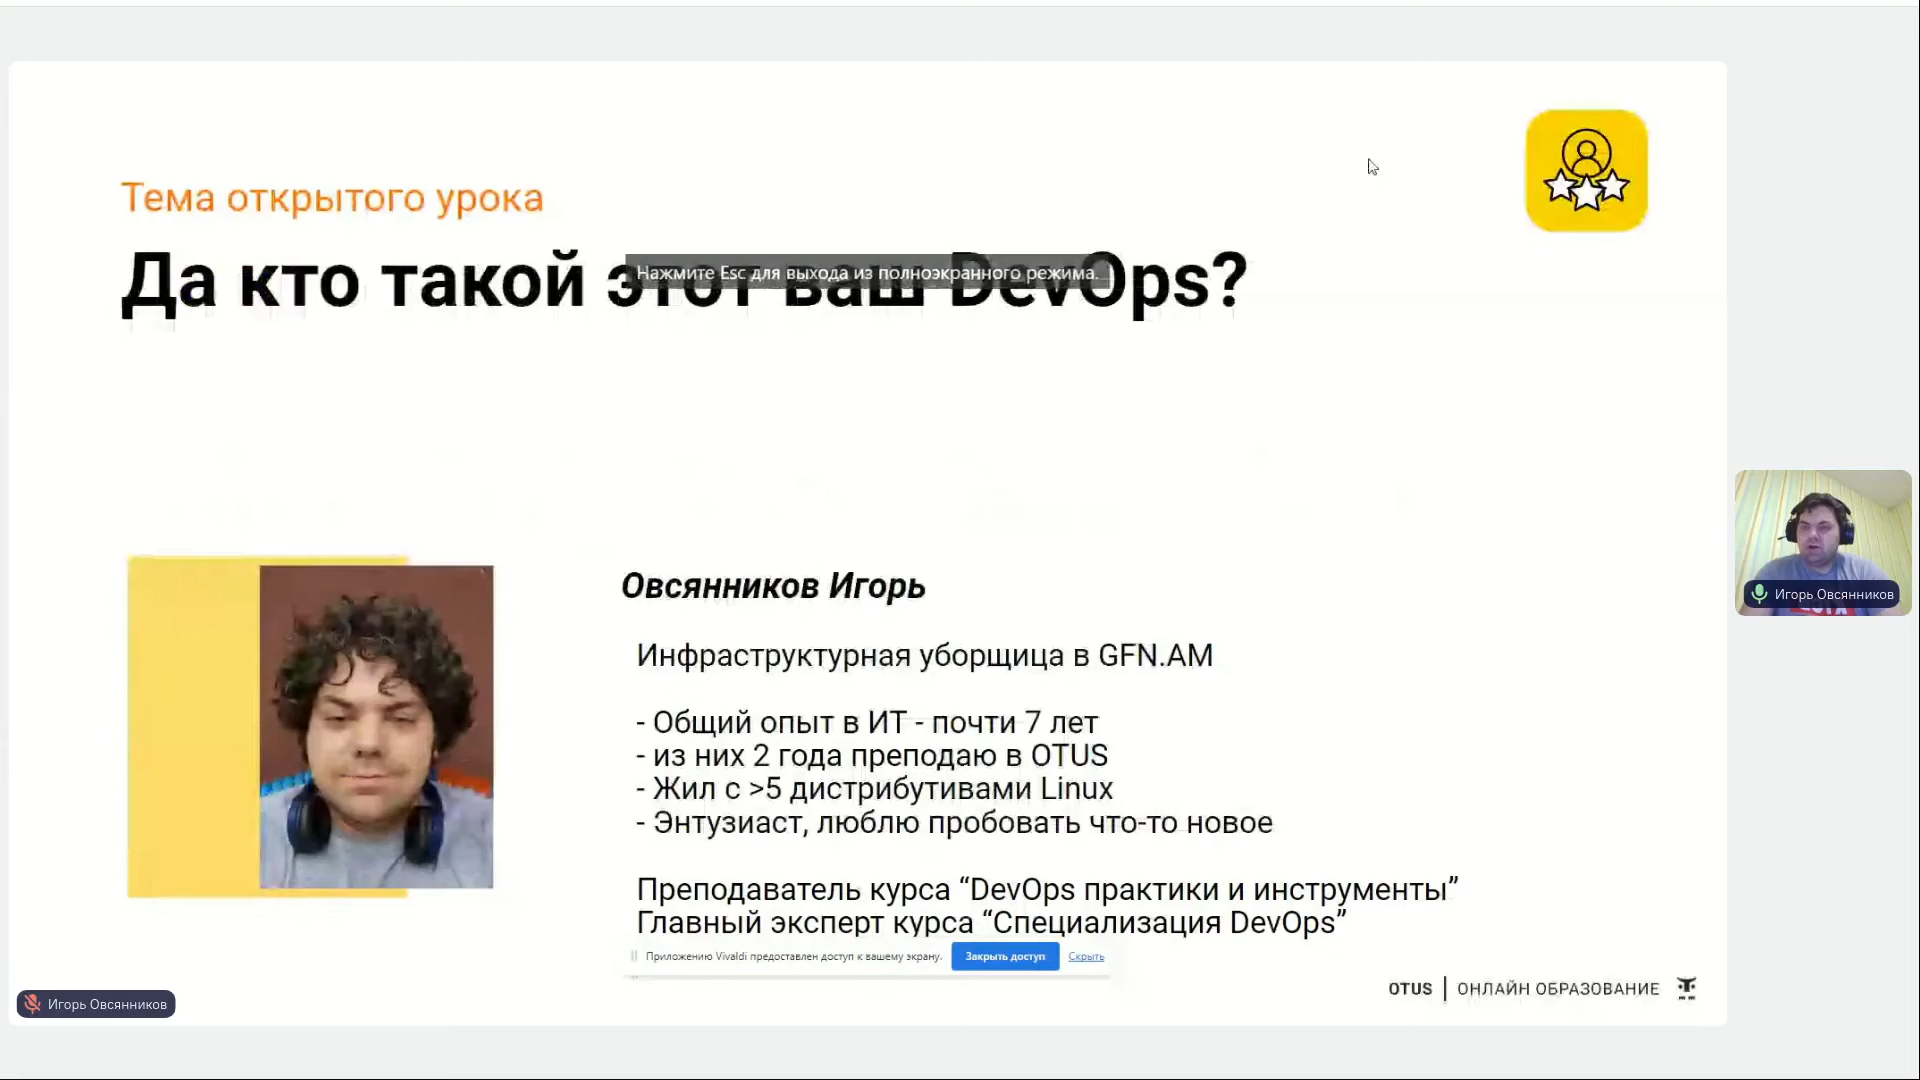 Тема открытого урока
Да кто такой этот ваш DevOps?
Нажмите Esc для выхода из полноэкранного режима.
Овсянников Игорь
Инфраструктурная уборщица в GFN.AM
- Общий опыт в ИТ - почти 7 лет
- из них 2 года преподаю в OTUS
- Жил с >5 дистрибутивами Linux
- Энтузиаст, люблю пробовать что-то новое
Преподаватель курса “DevOps практики и инструменты”
Главный эксперт курса “Специализация DevOps”
Приложению Vivaldi предоставлен доступ к вашему экрану. Закрыть доступ Скрыть
OTUS | ОНЛАЙН ОБРАЗОВАНИЕ
Игорь Овсянников
Игорь Овсянников